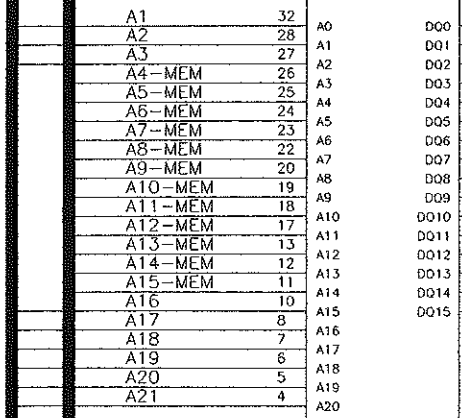 A1 32
A0 DQ0
A2 28
A1 DQ1
A3 27
A2 DQ2
A4-MEM 26
A3 DQ3
A5-MEM 25
A4 DQ4
A6-MEM 24
A5 DQ5
A7-MEM 23
A6 DQ6
A8-MEM 22
A7 DQ7
A9-MEM 20
A8 DQ8
A10-MEM 19
A9 DQ9
A11-MEM 18
A10 DQ10
A12-MEM 17
A11 DQ11
A13-MEM 13
A12 DQ12
A14-MEM 12
A13 DQ13
A15-MEM 11
A14 DQ14
A16 10
A15 DQ15
A17 8
A16
A18 7
A17
A19 6
A18
A20 5
A19
A21 4
A20